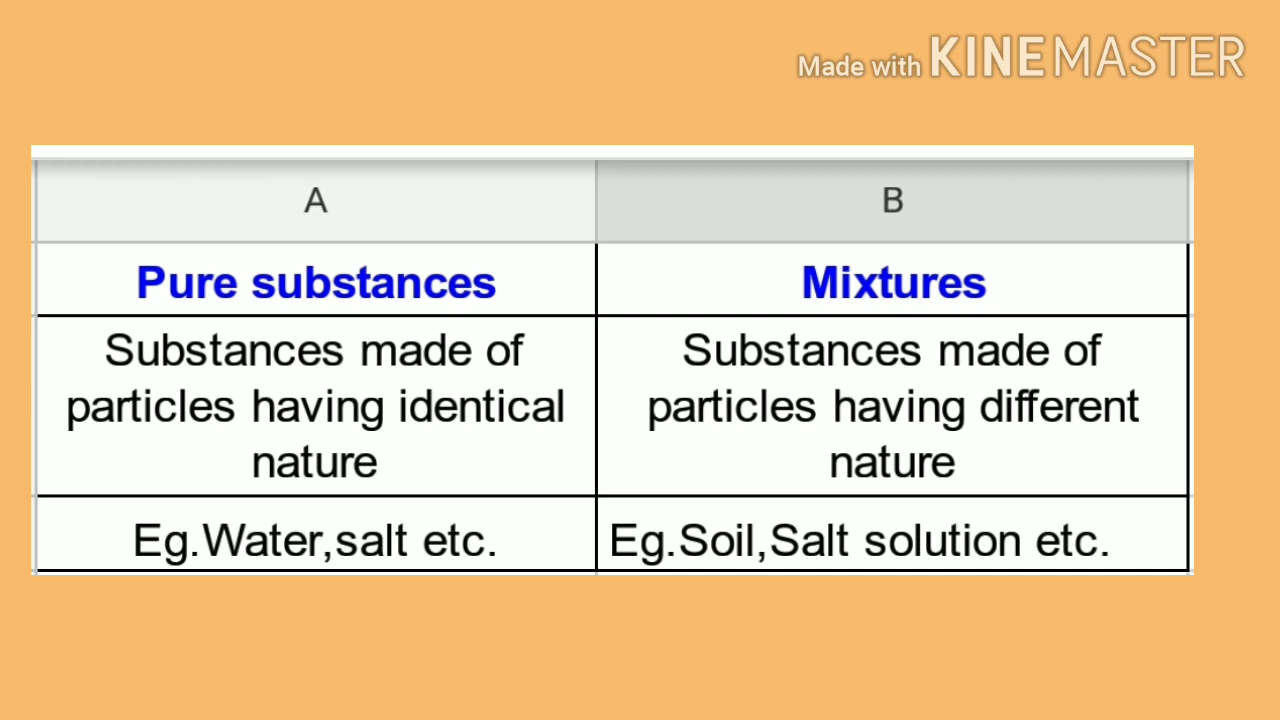 Made with KINEMASTER
A B
Pure substances Mixtures
Substances made of
particles having identical
nature
Substances made of
particles having different
nature
Eg.Water,salt etc. Eg.Soil,Salt solution etc.